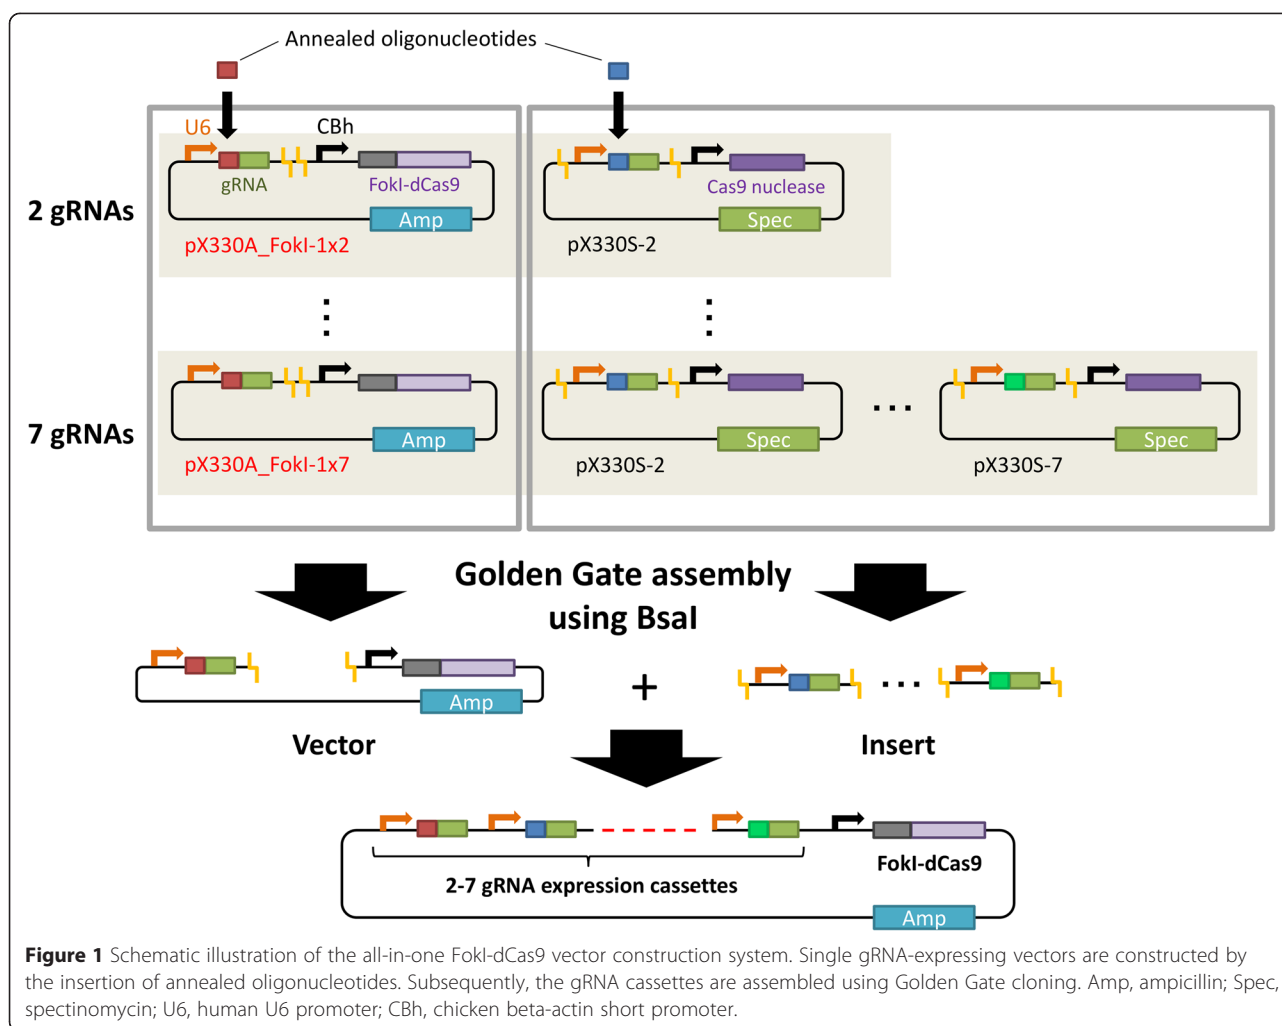 Annealed oligonucleotides
U6
CBh
gRNA
FokI-dCas9
Cas9 nuclease
2 gRNAs
Amp
Spec
pX330A_FokI-1x2
pX330S-2
7 gRNAs
Amp
Spec
Spec
pX330A_FokI-1x7
pX330S-2
pX330S-7
Golden Gate assembly
using BsaI
Amp
+
Vector
Insert
FokI-dCas9
2-7 gRNA expression cassettes
Amp
Figure 1 Schematic illustration of the all-in-one FokI-dCas9 vector construction system. Single gRNA-expressing vectors are constructed by
the insertion of annealed oligonucleotides. Subsequently, the gRNA cassettes are assembled using Golden Gate cloning. Amp, ampicillin; Spec,
spectinomycin; U6, human U6 promoter; CBh, chicken beta-actin short promoter.